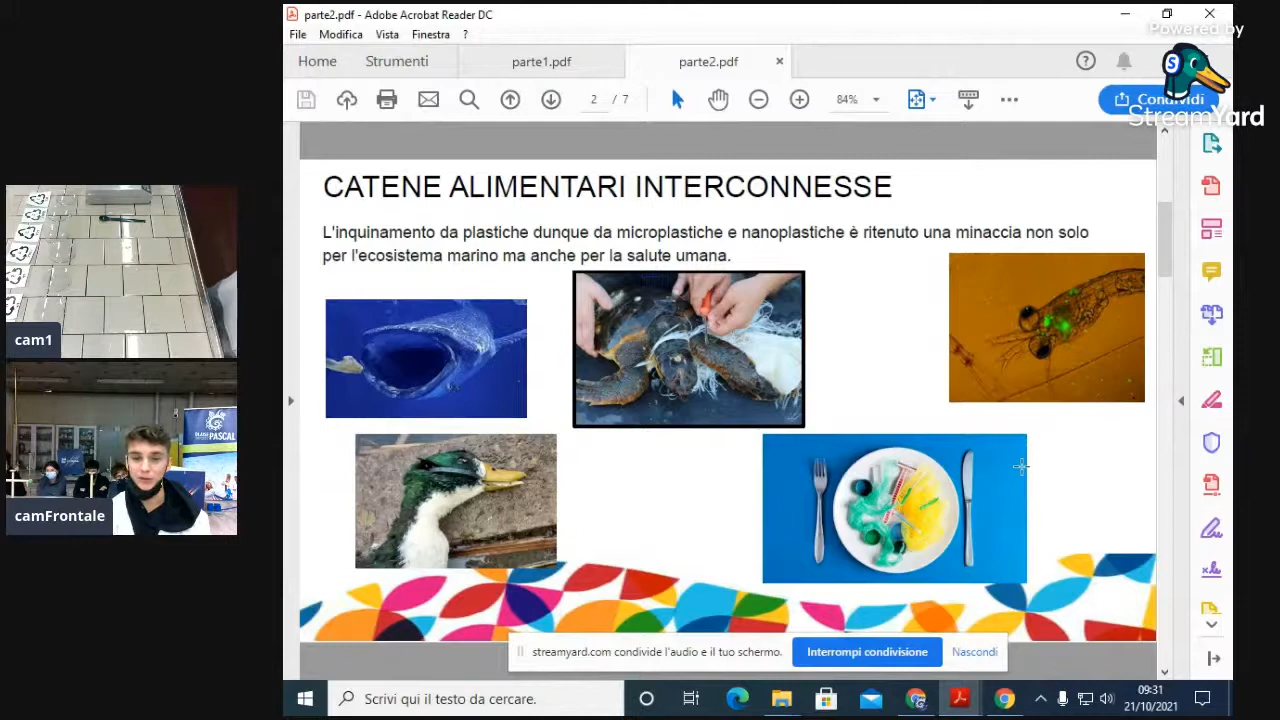 parte2.pdf - Adobe Acrobat Reader DC
File Modifica Vista Finestra ?
Home Strumenti parte1.pdf parte2.pdf ×
2 / 7 84%
Condividi
Powered by
S
StreamYard
CATENE ALIMENTARI INTERCONNESSE
L'inquinamento da plastiche dunque da microplastiche e nanoplastiche è ritenuto una minaccia non solo
per l'ecosistema marino ma anche per la salute umana.
cam1
PASCAL
camFrontale
streamyard.com condivide l'audio e il tuo schermo. Interrompi condivisione Nascondi
Scrivi qui il testo da cercare.
09:31
21/10/2021